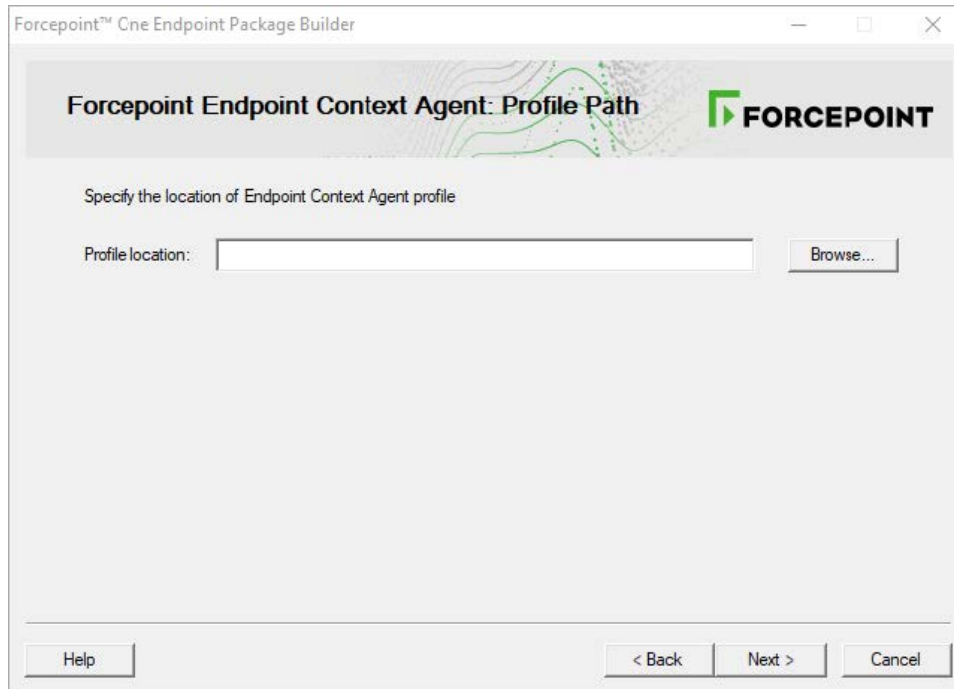 Forcepoint™ Cne Endpoint Package Builder
Forcepoint Endpoint Context Agent: Profile Path
FORCEPOINT
Specify the location of Endpoint Context Agent profile
Profile location:
Browse...
Help
< Back
Next >
Cancel